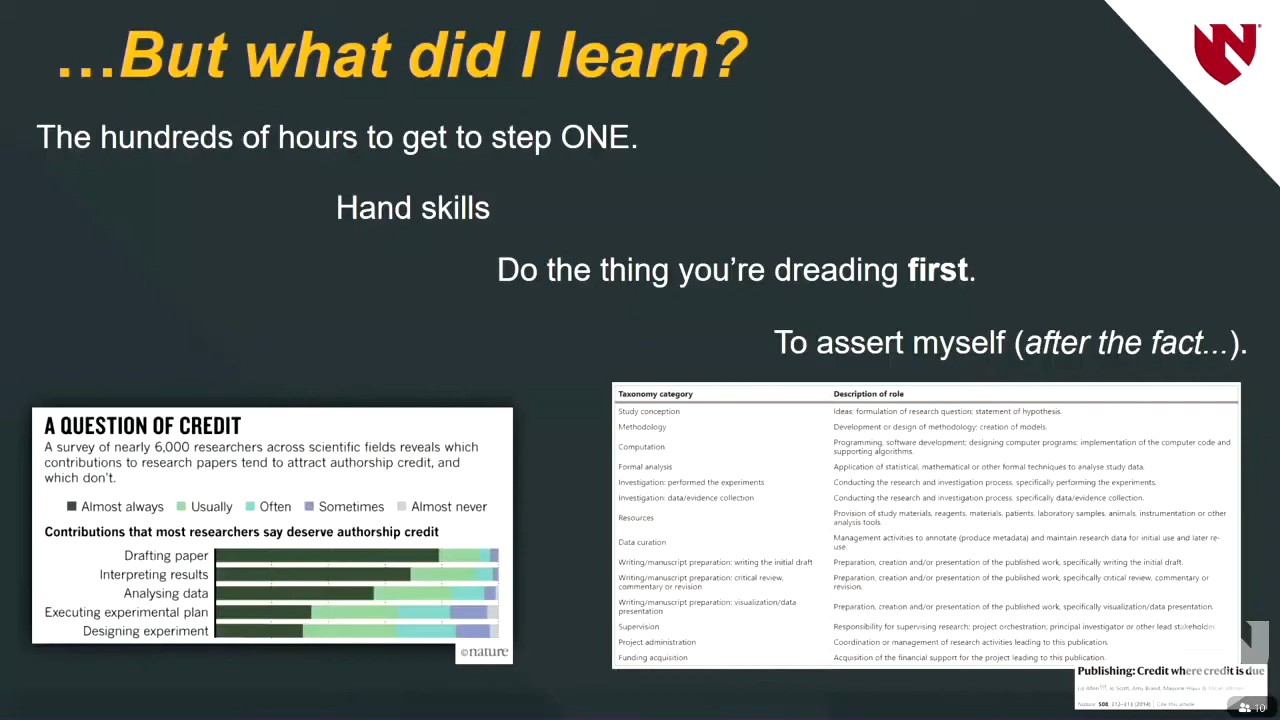 …But what did I learn?
The hundreds of hours to get to step ONE.
Hand skills
Do the thing you're dreading first.
To assert myself (after the fact...).
A QUESTION OF CREDIT
A survey of nearly 6,000 researchers across scientific fields reveals which
contributions to research papers tend to attract authorship credit, and
which don't.
Almost always Usually Often Sometimes Almost never
Contributions that most researchers say deserve authorship credit
Drafting paper
Interpreting results
Analysing data
Executing experimental plan
Designing experiment
©nature
Taxonomy category Description of role
Study conception Ideas; formulation of research question; statement of hypothesis.
Methodology Development or design of methodology; creation of models.
Computation Programming, software development; designing computer programs; implementation of the computer code and
supporting algorithms.
Formal analysis Application of statistical, mathematical or other formal techniques to analyse study data.
Investigation: performed the experiments Conducting the research and investigation process, specifically performing the experiments.
Investigation: data/evidence collection Conducting the research and investigation process, specifically data/evidence collection.
Resources Provision of study materials, reagents, materials, patients, laboratory samples, animals, instrumentation or other
analysis tools.
Data curation Management activities to annotate (produce metadata) and maintain research data for initial use and later re-
use.
Writing/manuscript preparation: writing the initial draft Preparation, creation and/or presentation of the published work, specifically writing the initial draft.
Writing/manuscript preparation: critical review,
commentary or revision Preparation, creation and/or presentation of the published work, specifically critical review, commentary or
revision.
Writing/manuscript preparation: visualization/data
presentation Preparation, creation and/or presentation of the published work, specifically visualization/data presentation.
Supervision Responsibility for supervising research; project orchestration; principal investigator or other lead stakeholder.
Project administration Coordination or management of research activities leading to this publication.
Funding acquisition Acquisition of the financial support for the project leading to this publication.
Publishing: Credit where credit is due
Allen Jo Scott, Amy Brand, Marjorie
Nature 508, 312–313 (2014) | Cite this article
N
N
10